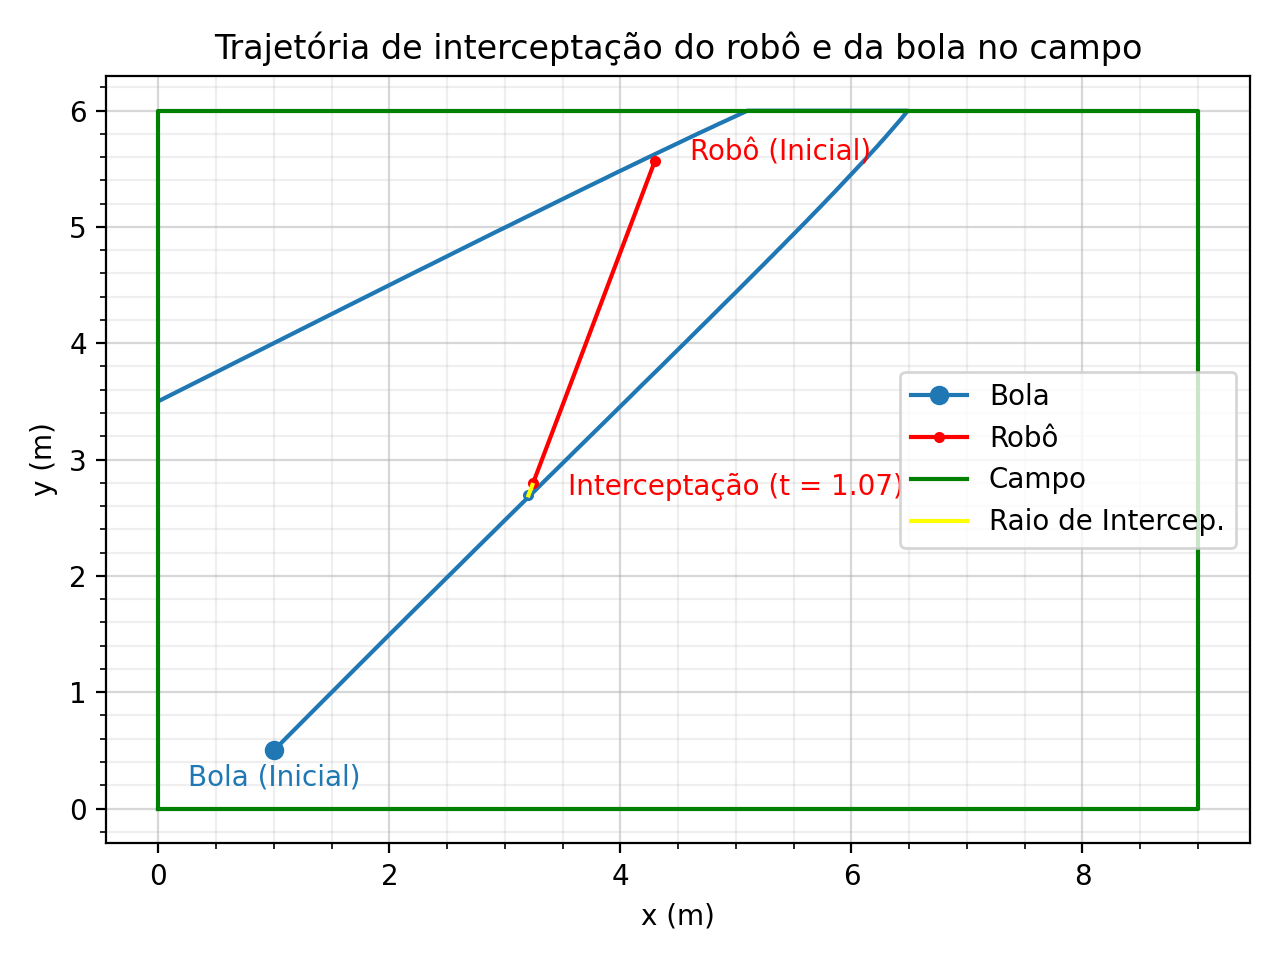 Trajetória de interceptação do robô e da bola no campo
6
5
4
3
2
1
0
y (m)
Robô (Inicial)
Interceptação (t = 1.07)
Bola (Inicial)
Bola
Robô
Campo
Raio de Intercep.
0 2 4 6 8
x (m)